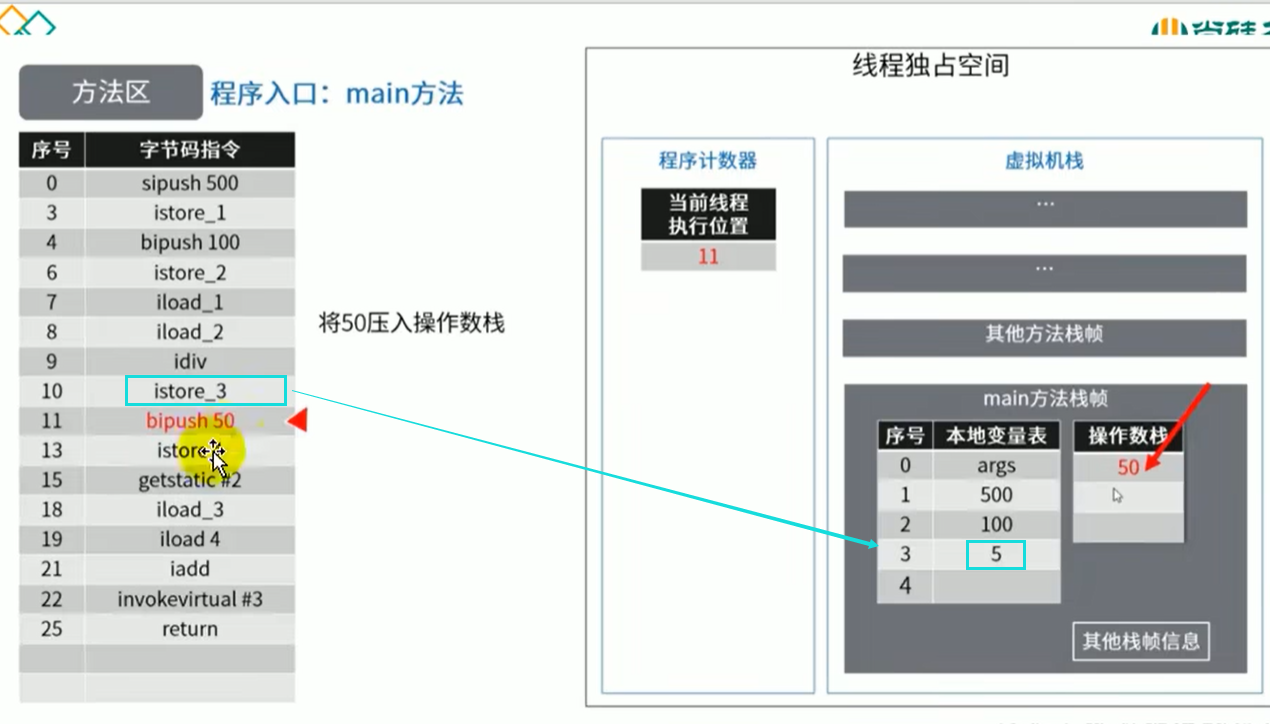 方法区 程序入口：main方法
序号 字节码指令
0 sipush 500
3 istore_1
4 bipush 100
6 istore_2
7 iload_1
8 iload_2
9 idiv
10 istore_3
11 bipush 50
13
15 getstatic #2
18 iload_3
19 iload 4
21 iadd
22 invokevirtual #3
25 return
将50压入操作数栈
线程独占空间
程序计数器
当前线程
执行位置
11
虚拟机栈
...
...
其他方法栈帧
main方法栈帧
序号 本地变量表
0 args
1 500
2 100
3 5
4
操作数栈
50
其他栈帧信息